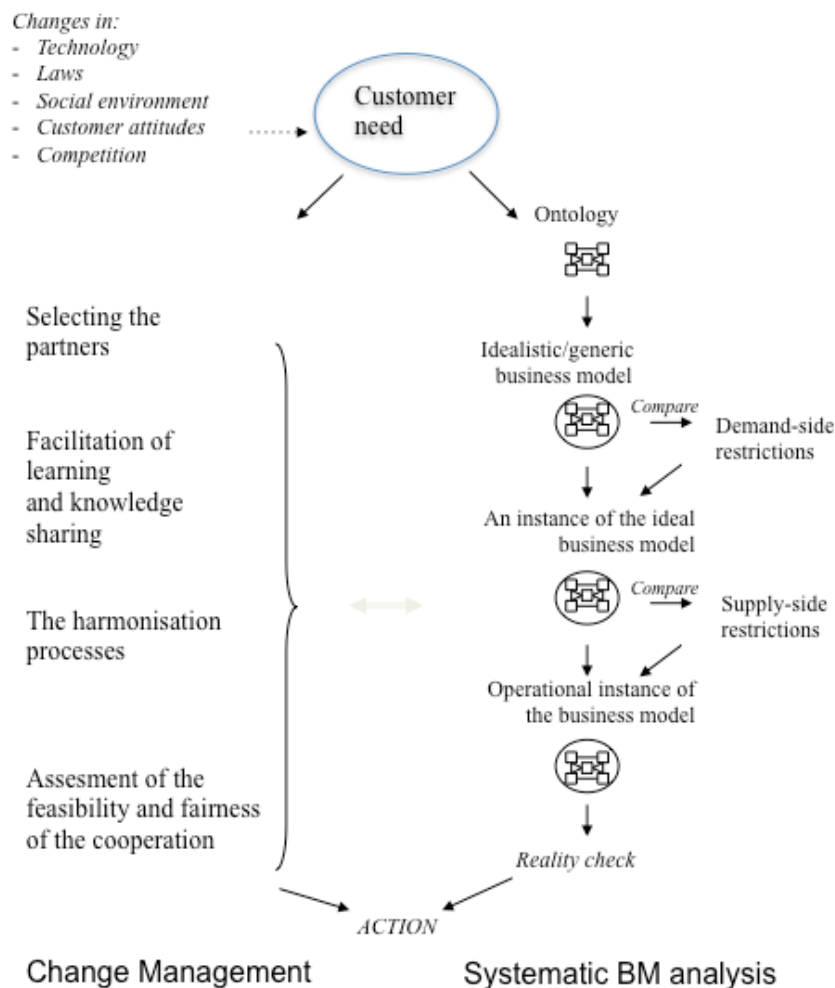 Changes in:
- Technology
- Laws
- Social environment
- Customer attitudes
- Competition
Customer
need
Ontology
Selecting the
partners
Facilitation of
learning
and knowledge
sharing
The harmonisation
processes
Assesment of the
feasibility and fairness
of the cooperation
Idealistic/generic
business model
Compare
Demand-side
restrictions
An instance of the ideal
business model
Compare
Supply-side
restrictions
Operational instance of
the business model
Reality check
ACTION
Change Management
Systematic BM analysis